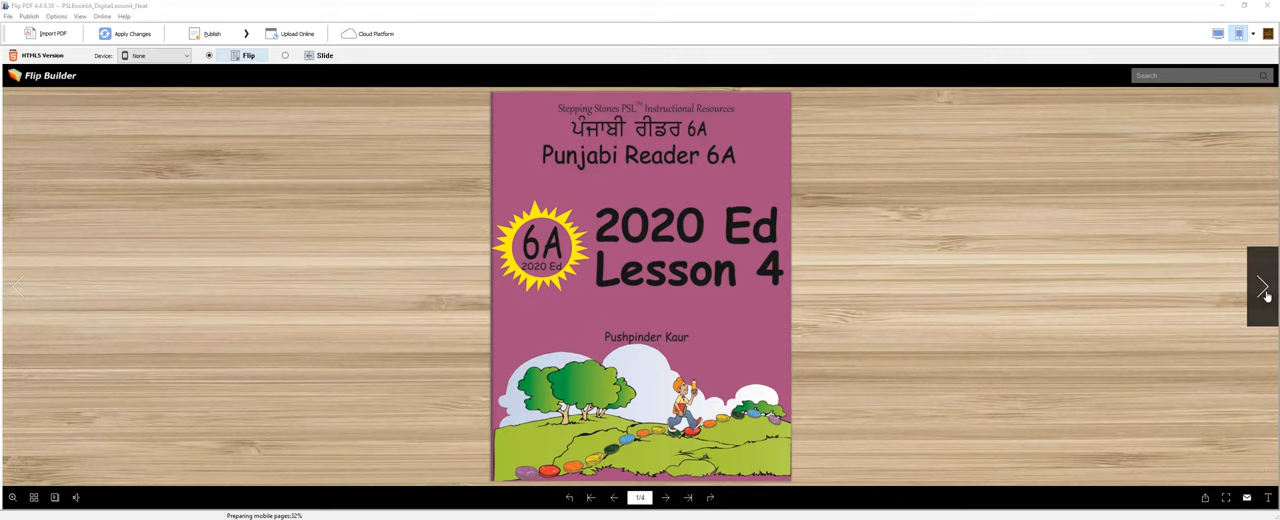 Flip PDF 4.4.9.38 -- PSLBook5A_DigitalLesson4_Neat
File Publish Options View Online Help
Import PDF Apply Changes Publish Upload Online Cloud Platform
HTML5 Version Device: None Flip Slide
Flip Builder Search
Stepping Stones PSL™ Instructional Resources
ਪੰਜਾਬੀ ਰੀਡਰ 6A
Punjabi Reader 6A
6A
2020 Ed
2020 Ed
Lesson 4
Pushpinder Kaur
1/4
Preparing mobile pages:32%